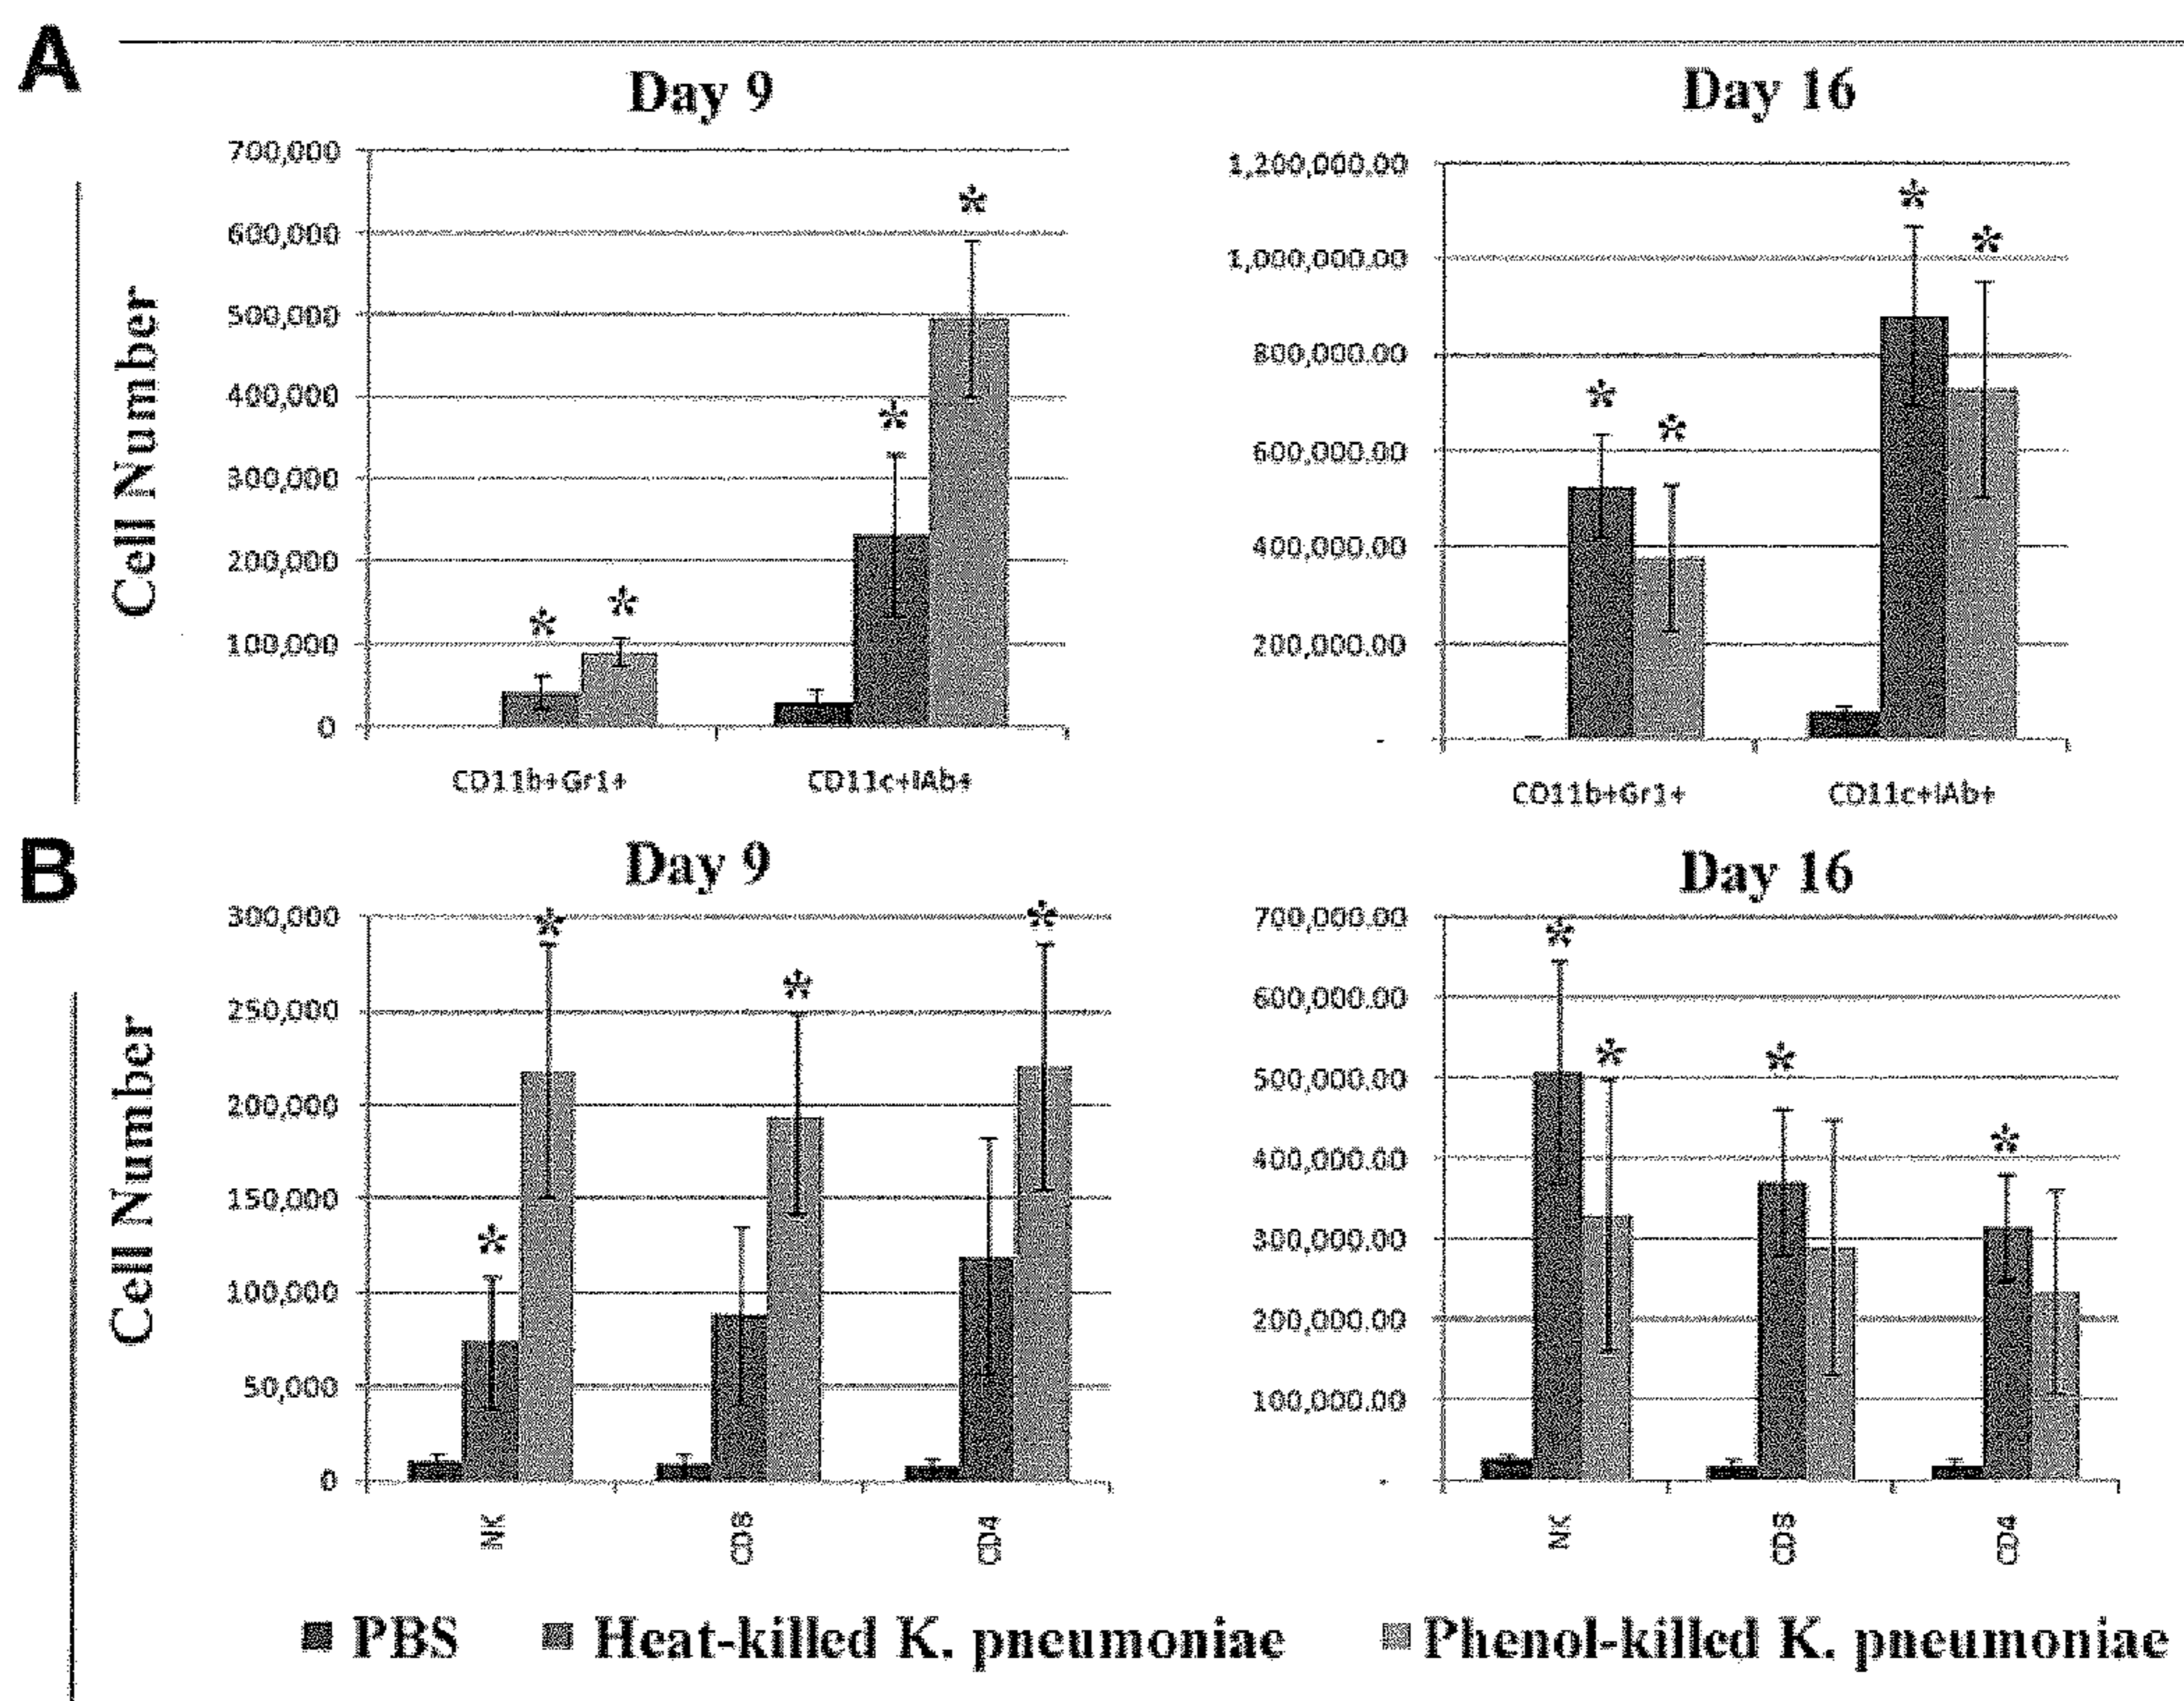 A
Day 9
Day 16
700,000
600,000
500,000
400,000
300,000
200,000
100,000
0
Cell Number
*
*
*
*
CD11b+Gr1+
CD11c+IAb+
1,200,000.00
1,000,000.00
800,000.00
600,000.00
400,000.00
200,000.00
-
*
*
*
*
CD11b+Gr1+
CD11c+IAb+
B
Day 9
Day 16
300,000
250,000
200,000
150,000
100,000
50,000
0
Cell Number
*
*
*
*
NK
CD8
CD4
700,000.00
600,000.00
500,000.00
400,000.00
300,000.00
200,000.00
100,000.00
-
*
*
*
*
NK
CD8
CD4
PBS
Heat-killed K. pneumoniae
Phenol-killed K. pneumoniae